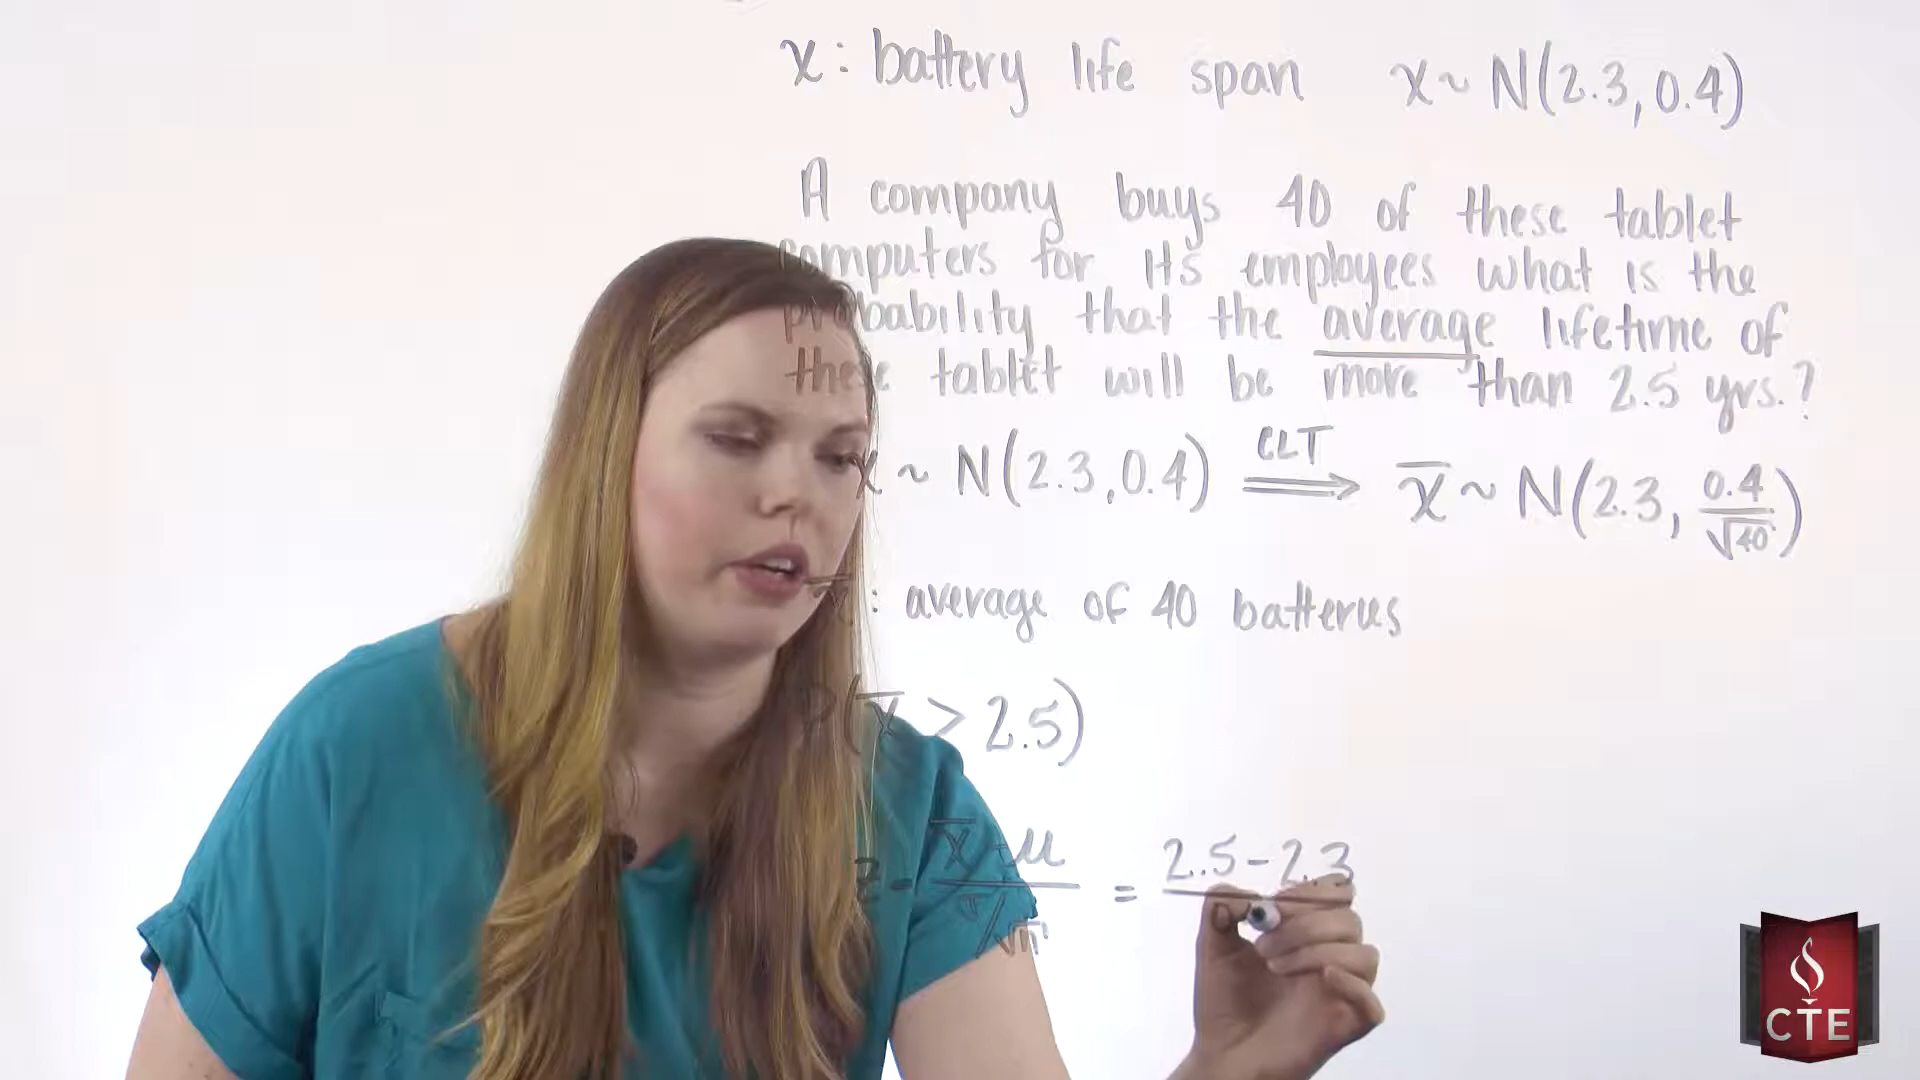 x : battery life span x ~ N(2.3, 0.4)
A company buys 40 of these tablet
computers for its employees what is the
probability that the average lifetime of
these tablet will be more than 2.5 yrs.?
x ~ N(2.3, 0.4) CLT ⟹ x̄ ~ N(2.3, 0.4/√40)
x̄ : average of 40 batteries
P(x̄ > 2.5)
z = (x̄ - μ)/(σ/√n) = 2.5 - 2.3
CTE